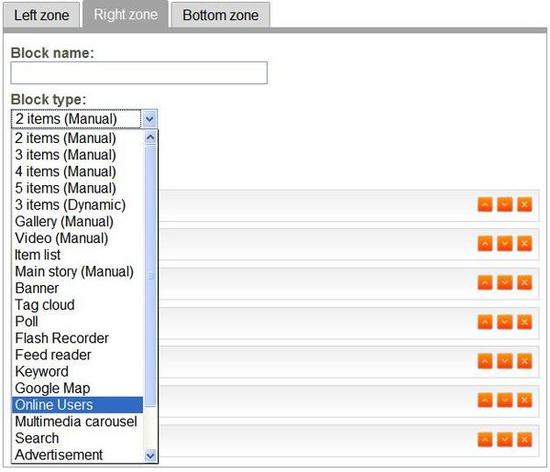 Left zone Right zone Bottom zone
Block name:
Block type:
2 items (Manual)
2 items (Manual)
3 items (Manual)
4 items (Manual)
5 items (Manual)
3 items (Dynamic)
Gallery (Manual)
Video (Manual)
Item list
Main story (Manual)
Banner
Tag cloud
Poll
Flash Recorder
Feed reader
Keyword
Google Map
Online Users
Multimedia carousel
Search
Advertisement